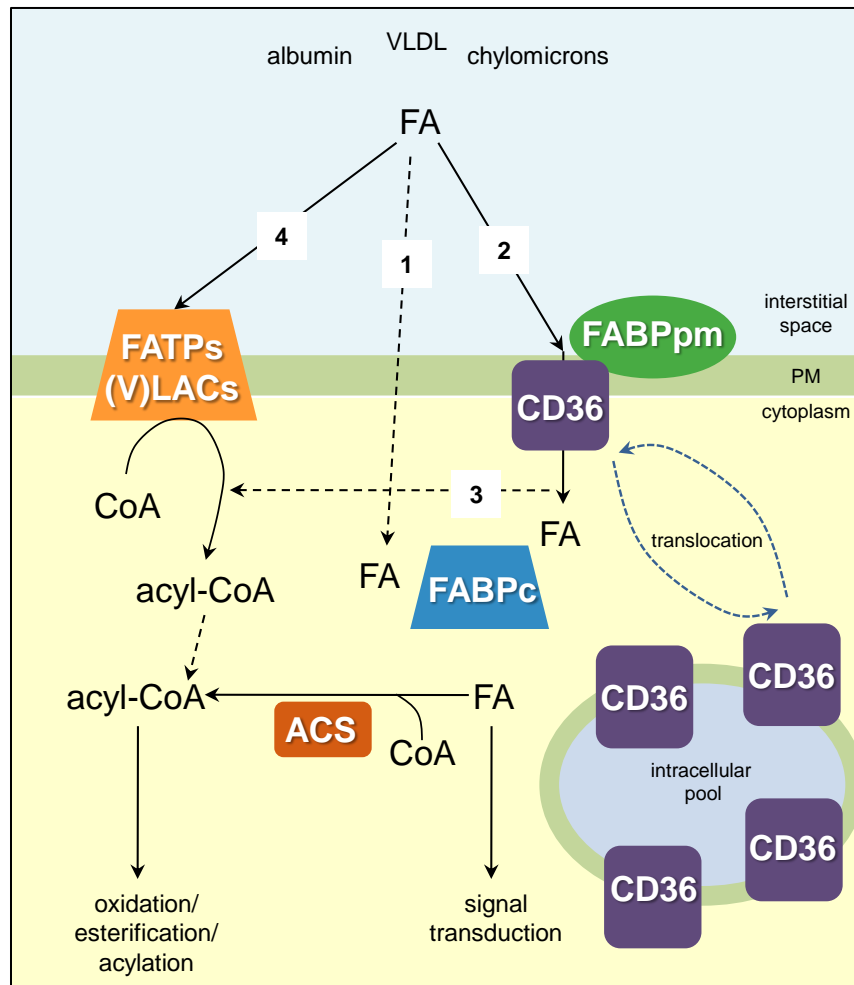 VLDL
albumin
chylomicrons
FA
4
1
2
interstitial
space
FABPpm
FATPs
(V)LACs
PM
CD36
cytoplasm
3
CoA
FA
translocation
acyl-CoA
FA
FABPc
CD36
CD36
acyl-CoA
FA
ACS
CoA
intracellular
pool
CD36
CD36
oxidation/
esterification/
acylation
signal
transduction